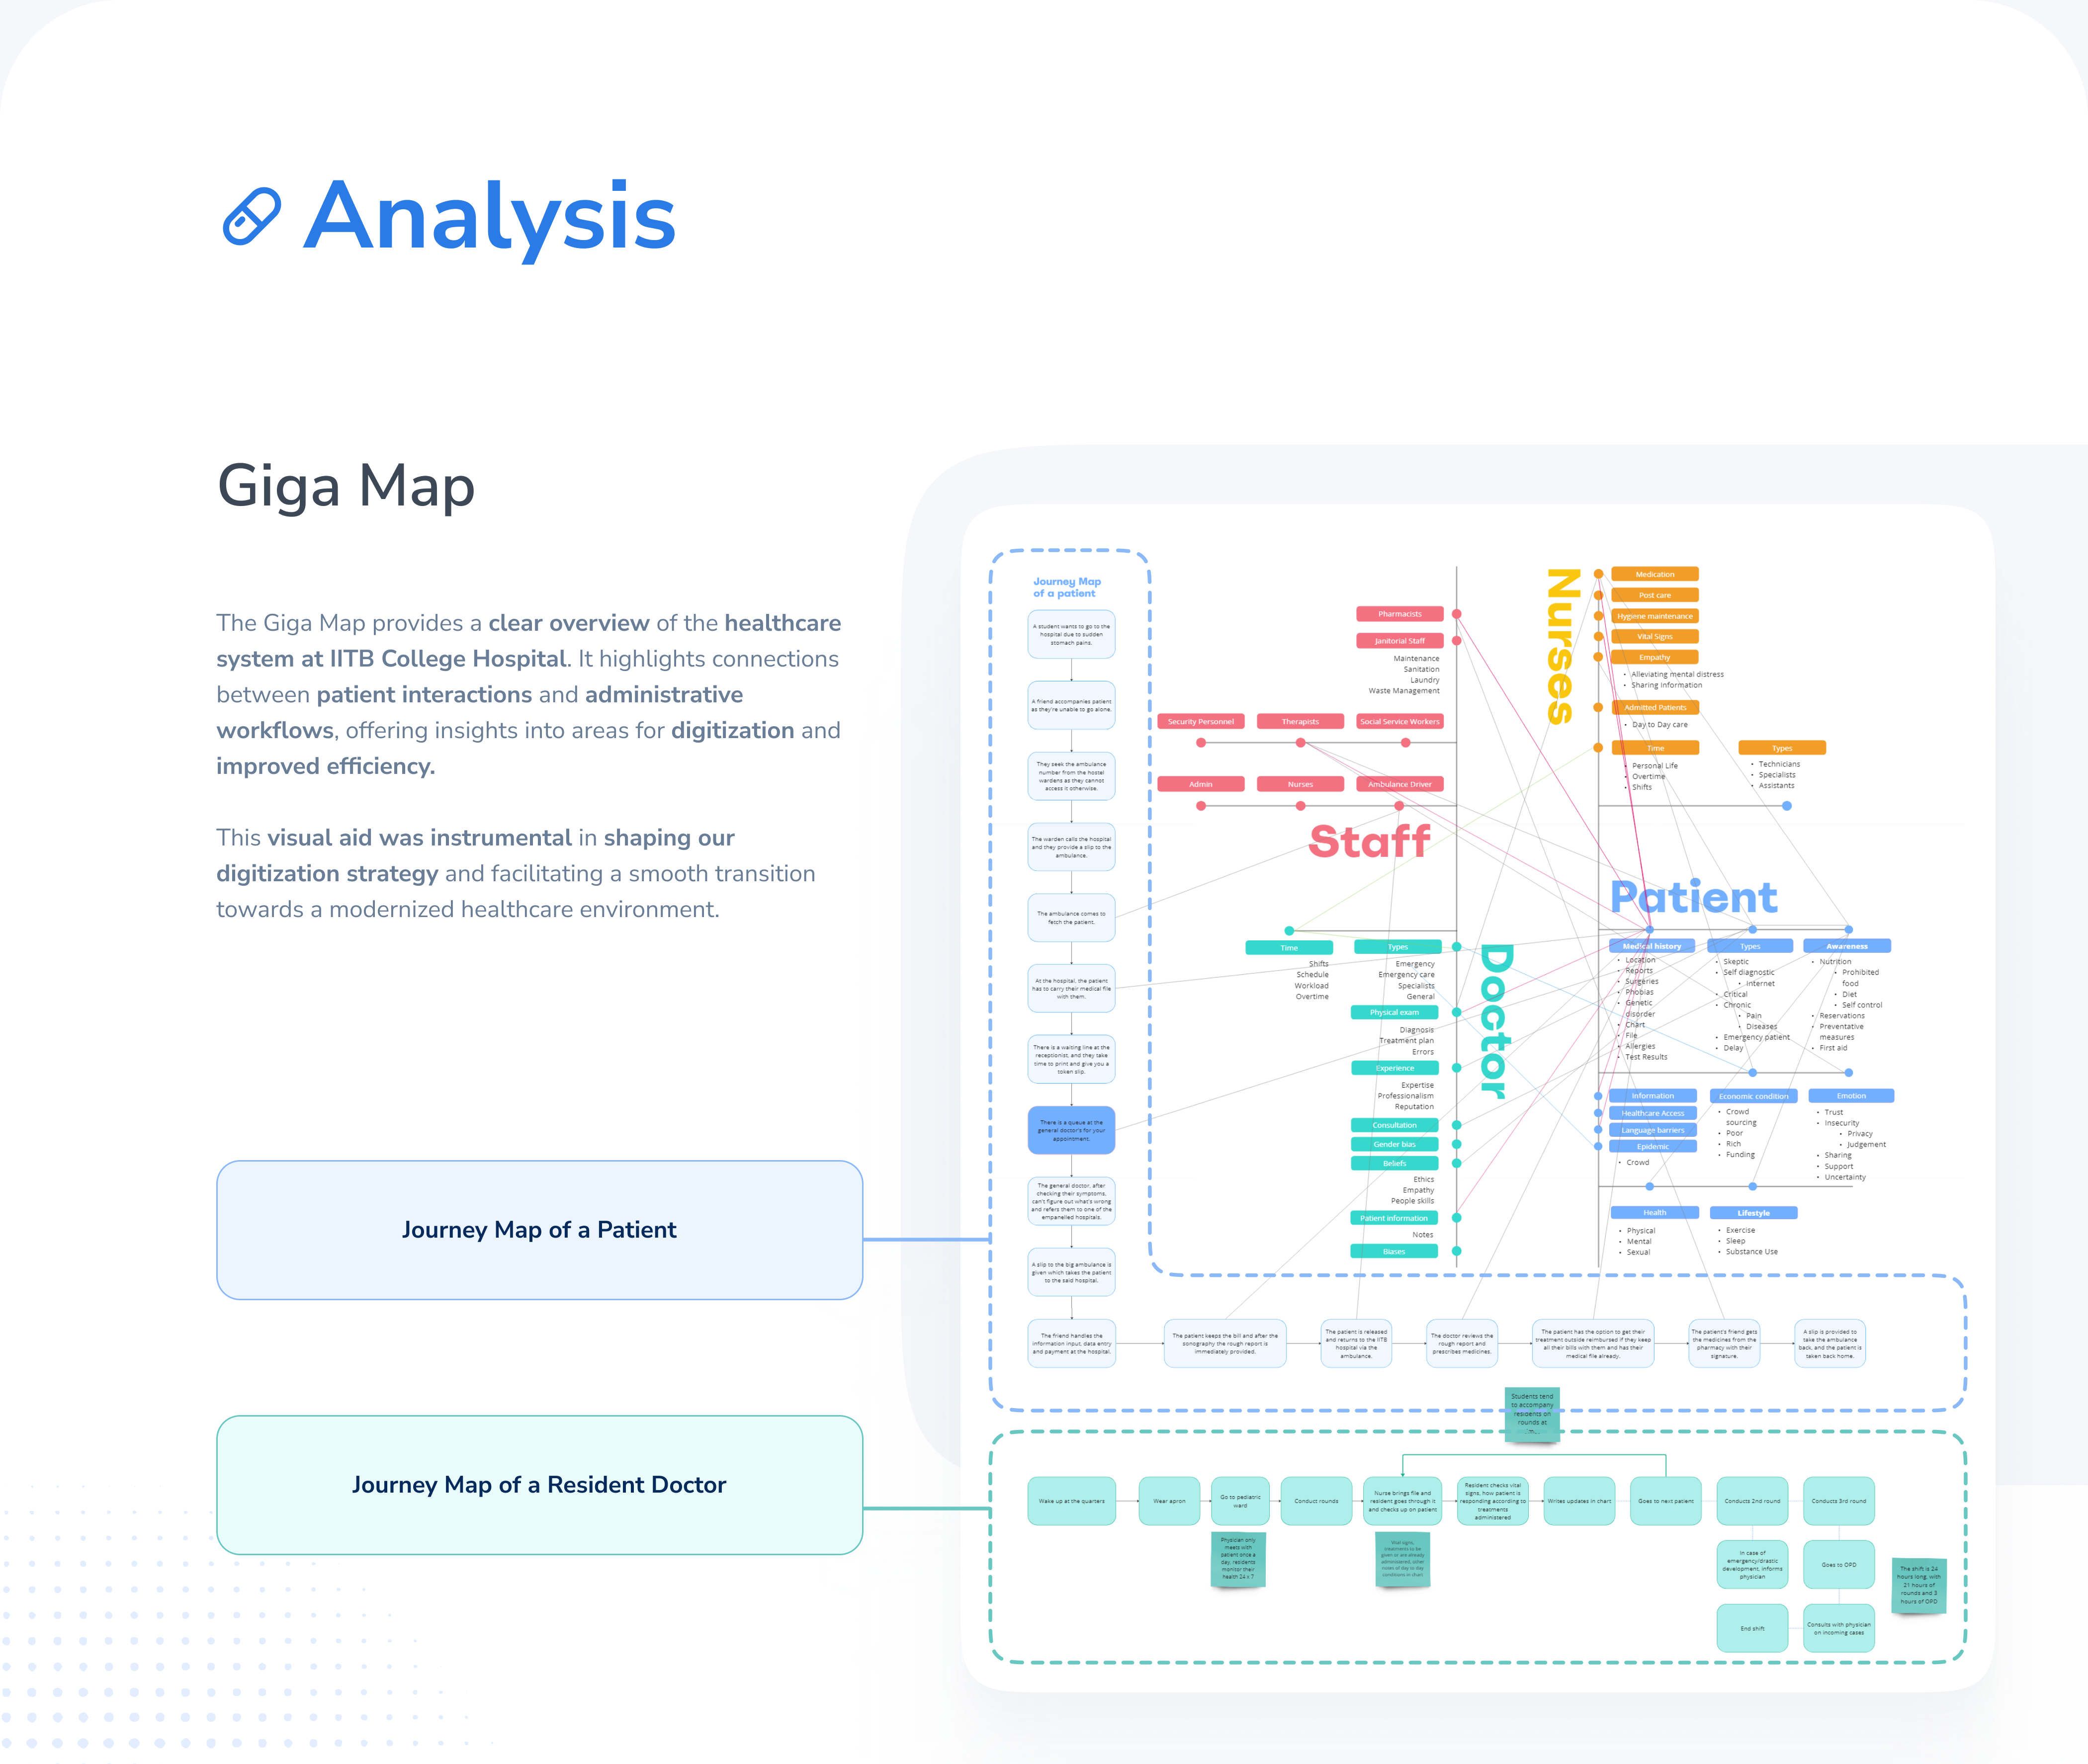 Analysis
Giga Map
The Giga Map provides a clear overview of the healthcare
system at IITB College Hospital. It highlights connections
between patient interactions and administrative
workflows, offering insights into areas for digitization and
improved efficiency.
This visual aid was instrumental in shaping our
digitization strategy and facilitating a smooth transition
towards a modernized healthcare environment.
Journey Map of a Patient
Journey Map of a Resident Doctor
Journey Map
of a patient
A student wants to go to the
hospital due to sudden
stomach pains.
A friend accompanies patient
as they're unable to go alone.
They seek the ambulance
number from the hostel
wardens as they cannot
access it otherwise.
The warden calls the hospital
and they provide a slip to the
ambulance.
The ambulance comes to
fetch the patient.
At the hospital, the patient
has to carry their medical file
with them.
There is a waiting line at the
receptionist, and they take
time to print and give you a
token slip.
There is a queue at the
general doctor's for your
appointment.
The general doctor, after
checking their symptoms,
can't figure out what's wrong
and refers them to one of the
empanelled hospitals.
A slip to the big ambulance is
given which takes the patient
to the said hospital.
The friend handles the
information input, data entry
and payment at the hospital.
The patient keeps the bill and after the
sonography the rough report is
immediately provided.
The patient is released
and returns to the IITB
hospital via the
ambulance.
The doctor reviews the
rough report and
prescribes medicines.
The patient has the option to get their
treatment outside reimbursed if they keep
all their bills with them and has their
medical file already.
The patient's friend gets
the medicines from the
pharmacy with their
signature.
A slip is provided to
take the ambulance
back, and the patient is
taken back home.
Pharmacists
Janitorial Staff
Maintenance
Sanitation
Laundry
Waste Management
Security Personnel
Therapists
Social Service Workers
Admin
Nurses
Ambulance Driver
Staff
Nurses
Medication
Post care
Hygiene maintenance
Vital Signs
Empathy
• Alleviating mental distress
• Sharing information
Admitted Patients
• Day to Day care
Time
• Personal Life
• Overtime
• Shifts
Types
• Technicians
• Specialists
• Assistants
Doctor
Time
Shifts
Schedule
Workload
Overtime
Types
Emergency
Emergency care
Specialists
General
Physical exam
Diagnosis
Treatment plan
Errors
Experience
Expertise
Professionalism
Reputation
Consultation
Gender bias
Beliefs
Ethics
Empathy
People skills
Patient information
Notes
Biases
Patient
Medical history
• Location
• Reports
• Surgeries
• Phobias
• Genetic
disorder
• Chart
• File
• Allergies
• Test Results
Types
• Skeptic
• Self diagnostic
• Internet
• Critical
• Chronic
• Pain
• Diseases
• Emergency patient
• Delay
Awareness
• Nutrition
• Prohibited
food
• Diet
• Self control
• Reservations
• Preventative
measures
• First aid
Information
Healthcare Access
Language barriers
Epidemic
• Crowd
Economic condition
• Crowd
sourcing
• Poor
• Rich
• Funding
Emotion
• Trust
• Insecurity
• Privacy
• Judgement
• Sharing
• Support
• Uncertainty
Health
• Physical
• Mental
• Sexual
Lifestyle
• Exercise
• Sleep
• Substance Use
Students tend
to accompany
residents on
rounds at
Wake up at the quarters
Wear apron
Go to pediatric
ward
Conduct rounds
Nurse brings file and
resident goes through it
and checks up on patient
Resident checks vital
signs, how patient is
responding according to
treatments
administered
Writes updates in chart
Goes to next patient
Conducts 2nd round
Conducts 3rd round
Physician only
meets with
patient once a
day, residents
monitor their
health 24 x 7
Vital signs,
treatments to be
given or are already
administered, other
notes of day to day
conditions in chart
In case of
emergency/drastic
development, informs
physician
Goes to OPD
The shift is 24
hours long, with
21 hours of
rounds and 3
hours of OPD
End shift
Consults with physician
on incoming cases